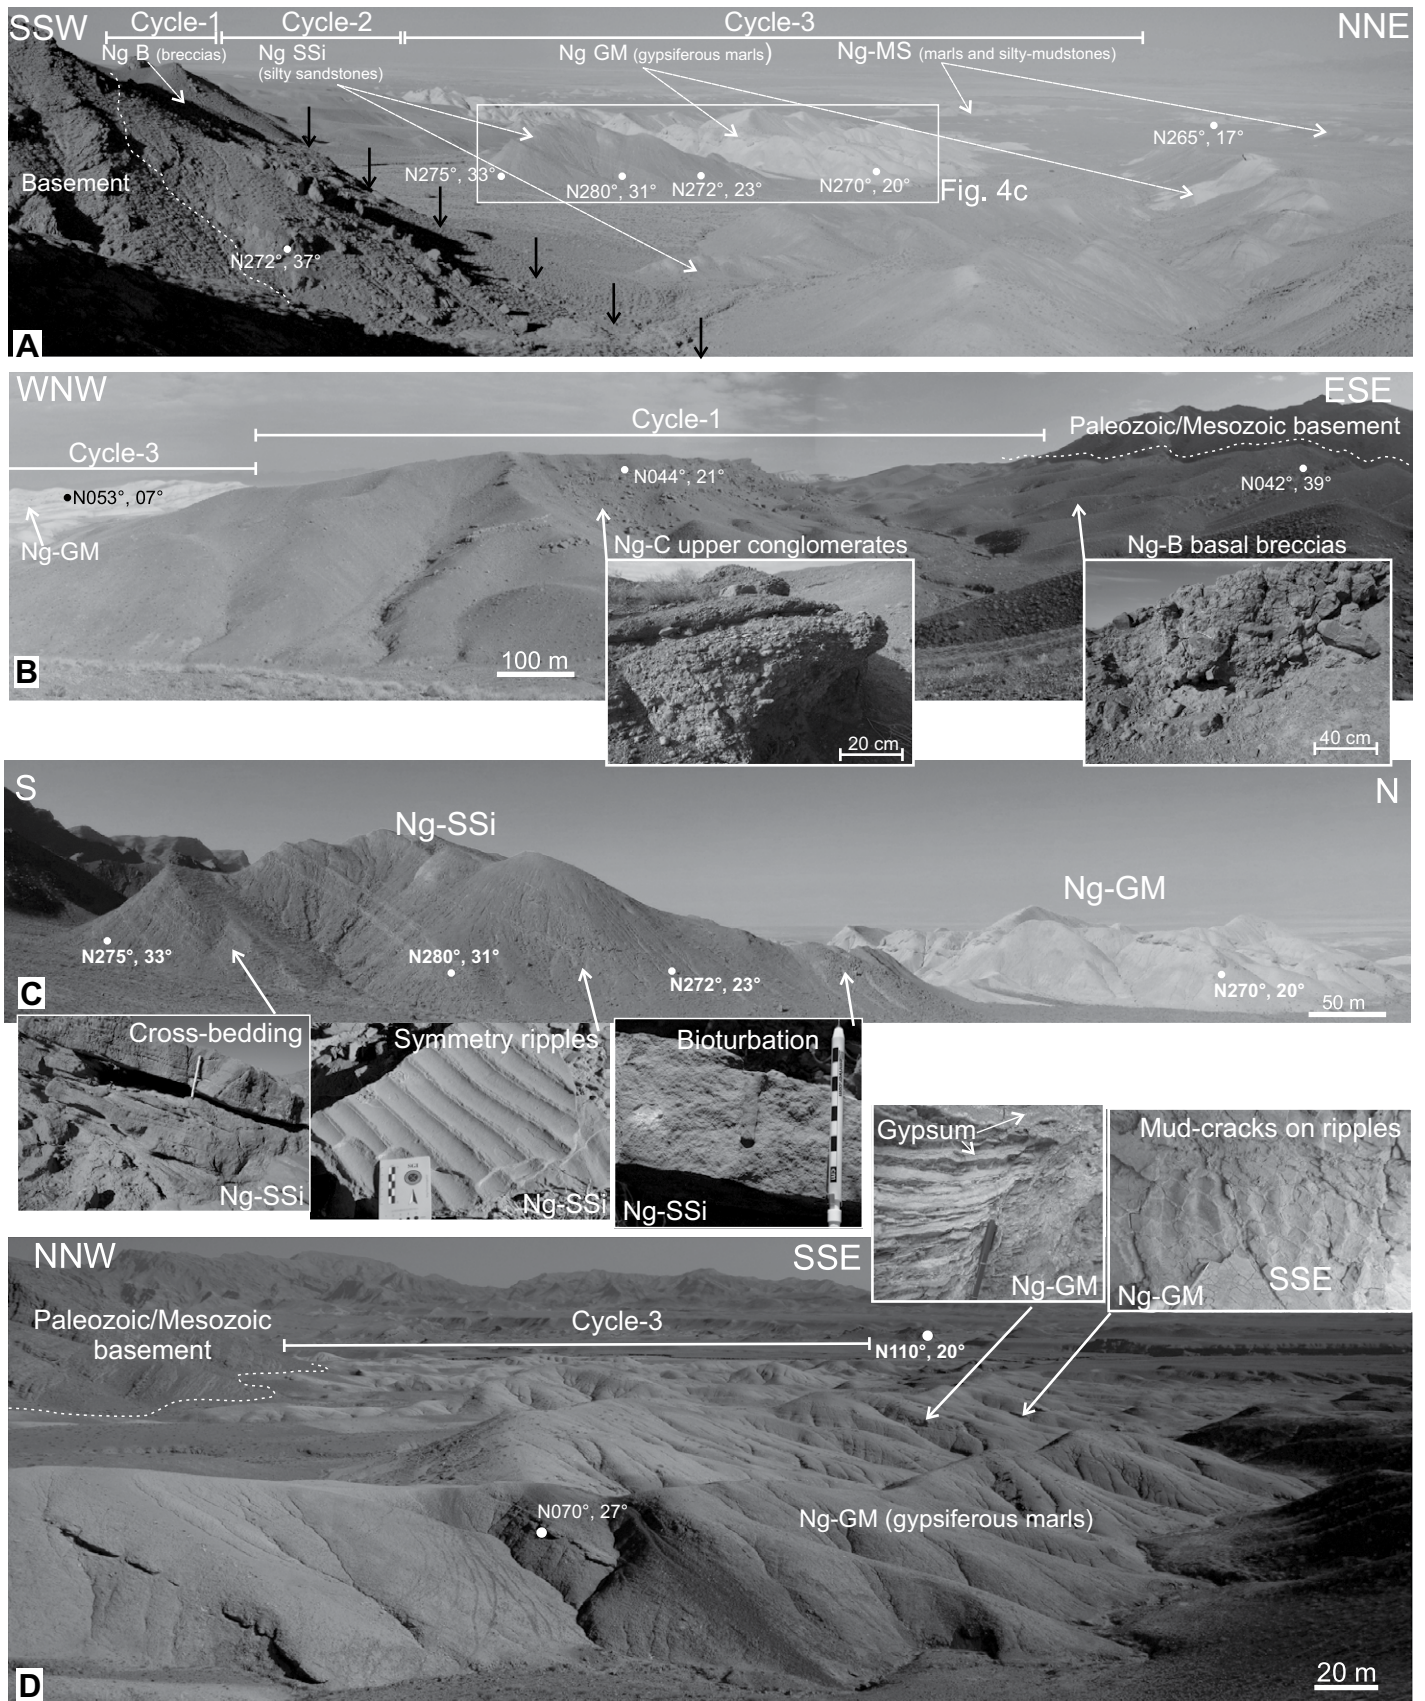 SSW
Cycle-1
Cycle-2
Cycle-3
NNE
Ng B (breccias)
Ng SSi
(silty sandstones)
Ng GM (gypsiferous marls)
Ng-MS (marls and silty-mudstones)
N265°, 17°
Basement
N275°, 33°
N280°, 31°
N272°, 23°
N270°, 20°
Fig. 4c
N272°, 37°
A
WNW
ESE
Cycle-1
Paleozoic/Mesozoic basement
Cycle-3
N044°, 21°
N042°, 39°
N053°, 07°
Ng-GM
Ng-C upper conglomerates
Ng-B basal breccias
B
100 m
20 cm
40 cm
S
N
Ng-SSi
Ng-GM
N275°, 33°
N280°, 31°
N272°, 23°
N270°, 20°
C
50 m
Cross-bedding
Ng-SSi
Symmetry ripples
Ng-SSi
Bioturbation
Ng-SSi
Gypsum
Ng-GM
Mud-cracks on ripples
SSE
Ng-GM
NNW
SSE
Paleozoic/Mesozoic
basement
Cycle-3
N110°, 20°
N070°, 27°
Ng-GM (gypsiferous marls)
D
20 m